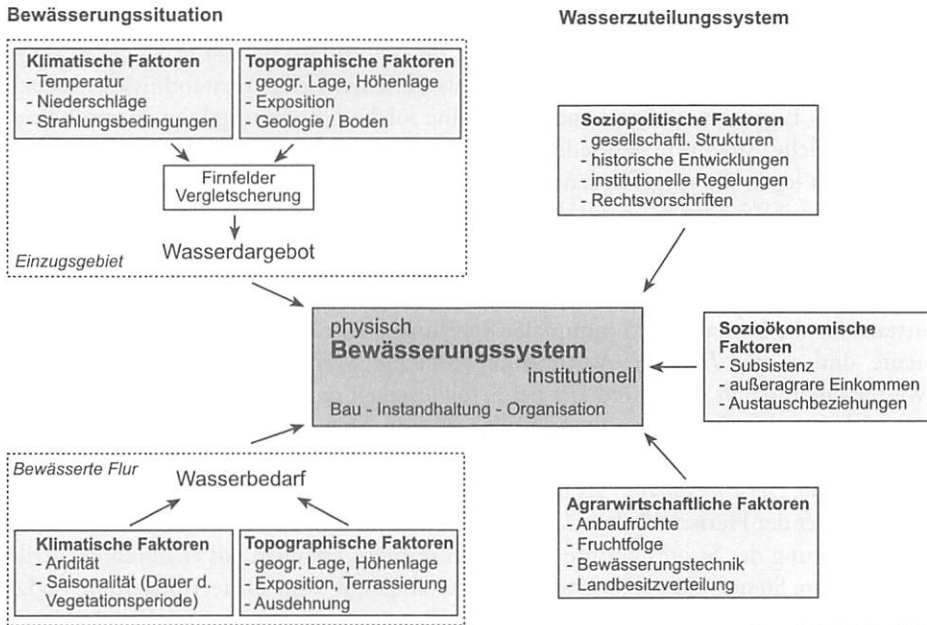 Bewässerungssituation
Wasserzuteilungssystem
Klimatische Faktoren
- Temperatur
- Niederschläge
- Strahlungsbedingungen
Topographische Faktoren
- geogr. Lage, Höhenlage
- Exposition
- Geologie / Boden
Firnfelder
Vergletscherung
Wasserdargebot
Einzugsgebiet
Soziopolitische Faktoren
- gesellschaftl. Strukturen
- historische Entwicklungen
- institutionelle Regelungen
- Rechtsvorschriften
physisch
Bewässerungssystem
institutionell
Bau - Instandhaltung - Organisation
Sozioökonomische
Faktoren
- Subsistenz
- außeragrare Einkommen
- Austauschbeziehungen
Bewässerte Flur
Wasserbedarf
Klimatische Faktoren
- Aridität
- Saisonalität (Dauer d.
Vegetationsperiode)
Topographische Faktoren
- geogr. Lage, Höhenlage
- Exposition, Terrassierung
- Ausdehnung
Agrarwirtschaftliche Faktoren
- Anbaufrüchte
- Fruchtfolge
- Bewässerungstechnik
- Landbesitzverteilung